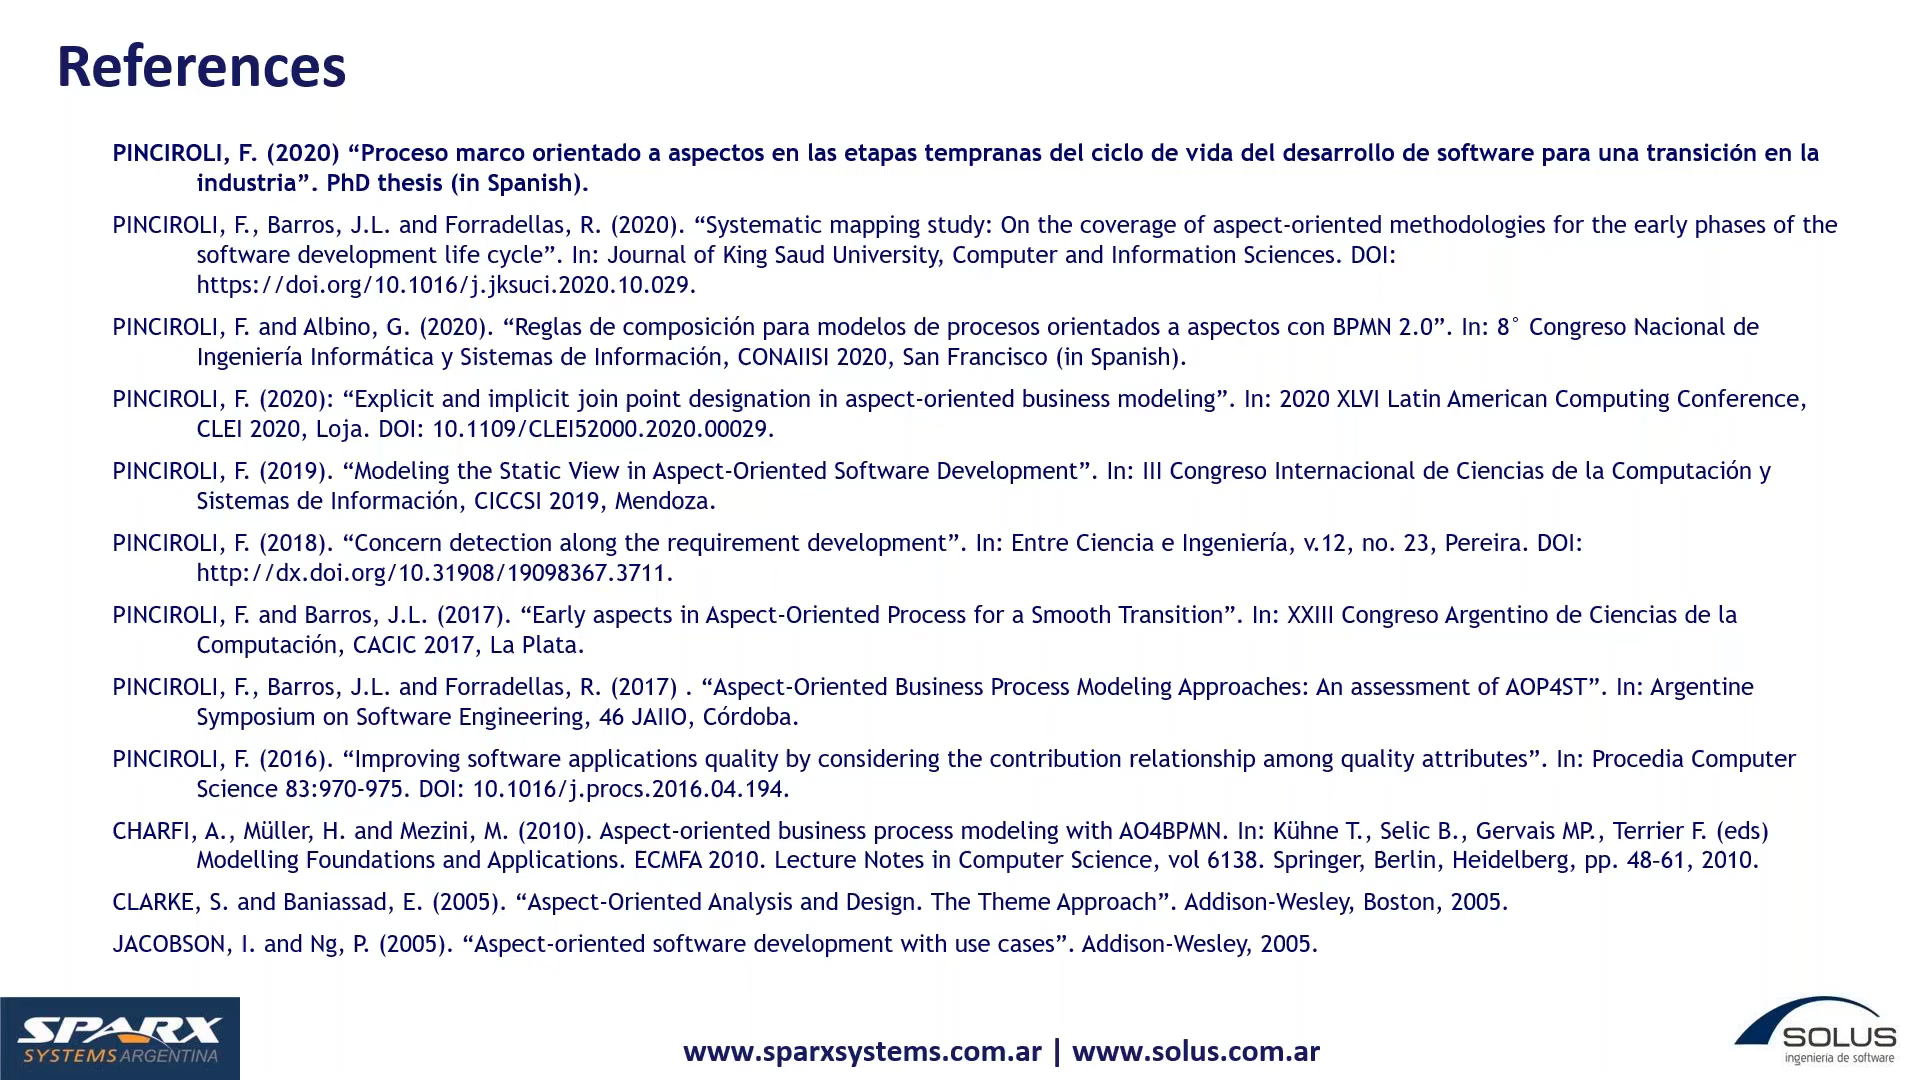 References
PINCIROLI, F. (2020) “Proceso marco orientado a aspectos en las etapas tempranas del ciclo de vida del desarrollo de software para una transición en la
industria”. PhD thesis (in Spanish).
PINCIROLI, F., Barros, J.L. and Forradellas, R. (2020). “Systematic mapping study: On the coverage of aspect-oriented methodologies for the early phases of the
software development life cycle”. In: Journal of King Saud University, Computer and Information Sciences. DOI:
https://doi.org/10.1016/j.jksuci.2020.10.029.
PINCIROLI, F. and Albino, G. (2020). “Reglas de composición para modelos de procesos orientados a aspectos con BPMN 2.0”. In: 8° Congreso Nacional de
Ingeniería Informática y Sistemas de Información, CONAIISI 2020, San Francisco (in Spanish).
PINCIROLI, F. (2020): “Explicit and implicit join point designation in aspect-oriented business modeling”. In: 2020 XLVI Latin American Computing Conference,
CLEI 2020, Loja. DOI: 10.1109/CLEI52000.2020.00029.
PINCIROLI, F. (2019). “Modeling the Static View in Aspect-Oriented Software Development”. In: III Congreso Internacional de Ciencias de la Computación y
Sistemas de Información, CICCSI 2019, Mendoza.
PINCIROLI, F. (2018). “Concern detection along the requirement development”. In: Entre Ciencia e Ingeniería, v.12, no. 23, Pereira. DOI:
http://dx.doi.org/10.31908/19098367.3711.
PINCIROLI, F. and Barros, J.L. (2017). “Early aspects in Aspect-Oriented Process for a Smooth Transition”. In: XXIII Congreso Argentino de Ciencias de la
Computación, CACIC 2017, La Plata.
PINCIROLI, F., Barros, J.L. and Forradellas, R. (2017) . “Aspect-Oriented Business Process Modeling Approaches: An assessment of AOP4ST”. In: Argentine
Symposium on Software Engineering, 46 JAIIO, Córdoba.
PINCIROLI, F. (2016). “Improving software applications quality by considering the contribution relationship among quality attributes”. In: Procedia Computer
Science 83:970-975. DOI: 10.1016/j.procs.2016.04.194.
CHARFI, A., Müller, H. and Mezini, M. (2010). Aspect-oriented business process modeling with AO4BPMN. In: Kühne T., Selic B., Gervais MP., Terrier F. (eds)
Modelling Foundations and Applications. ECMFA 2010. Lecture Notes in Computer Science, vol 6138. Springer, Berlin, Heidelberg, pp. 48–61, 2010.
CLARKE, S. and Baniassad, E. (2005). “Aspect-Oriented Analysis and Design. The Theme Approach”. Addison-Wesley, Boston, 2005.
JACOBSON, I. and Ng, P. (2005). “Aspect-oriented software development with use cases”. Addison-Wesley, 2005.
SPARX
SYSTEMS ARGENTINA
www.sparxsystems.com.ar | www.solus.com.ar
SOLUS
ingeniería de software